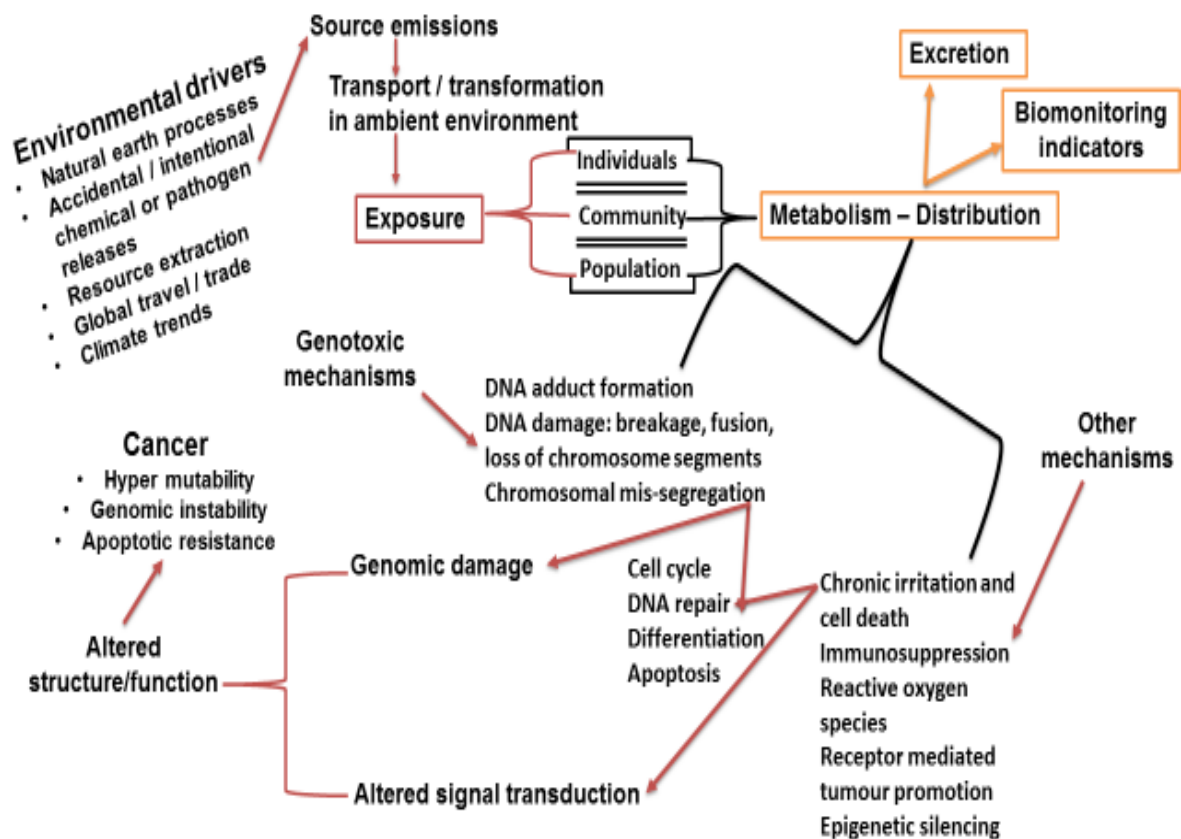 Source emissions
Transport / transformation
in ambient environment
Exposure
Environmental drivers
• Natural earth processes
• Accidental / intentional
chemical or pathogen
releases
• Resource extraction
• Global travel / trade
• Climate trends
Individuals
Community
Population
Excretion
Biomonitoring
indicators
Metabolism – Distribution
Genotoxic
mechanisms
DNA adduct formation
DNA damage: breakage, fusion,
loss of chromosome segments
Chromosomal mis-segregation
Other
mechanisms
Cancer
• Hyper mutability
• Genomic instability
• Apoptotic resistance
Genomic damage
Cell cycle
DNA repair
Differentiation
Apoptosis
Chronic irritation and
cell death
Immunosuppression
Reactive oxygen
species
Receptor mediated
tumour promotion
Epigenetic silencing
Altered
structure/function
Altered signal transduction